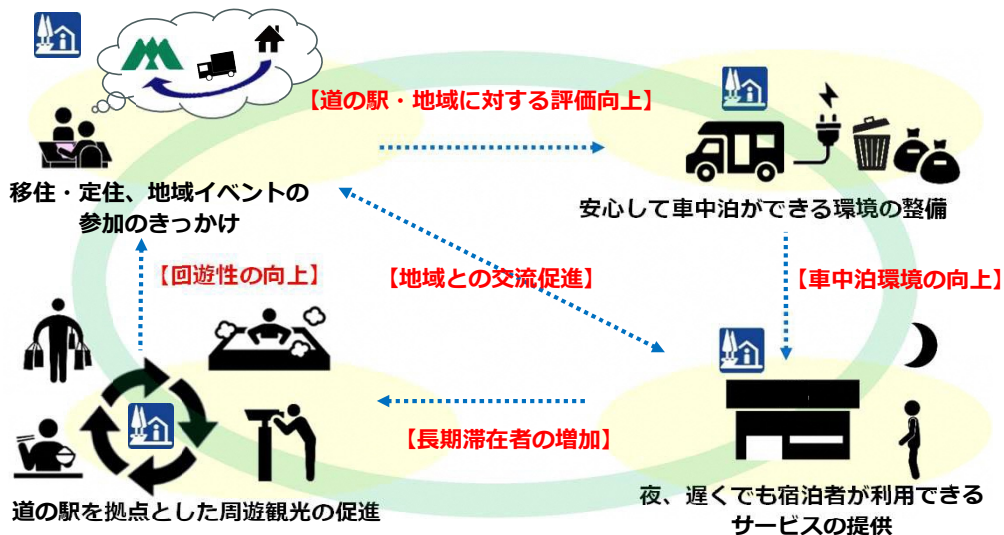 【道の駅・地域に対する評価向上】
移住・定住、地域イベントの
参加のきっかけ
安心して車中泊ができる環境の整備
【回遊性の向上】
【地域との交流促進】
【車中泊環境の向上】
【長期滞在者の増加】
道の駅を拠点とした周遊観光の促進
夜、遅くでも宿泊者が利用できる
サービスの提供